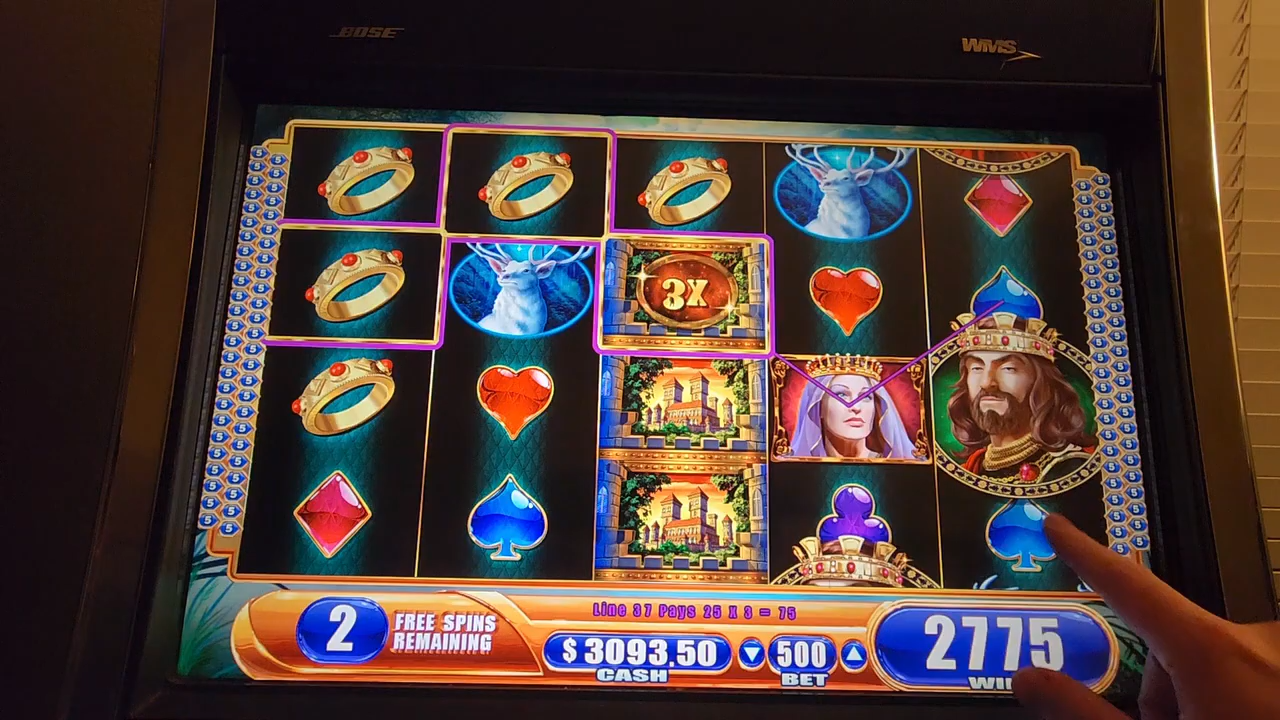 BOSE
WMS
3X
2
FREE SPINS
REMAINING
Line 37 Pays 25 X 3 = 75
$3093.50
CASH
500
BET
2775